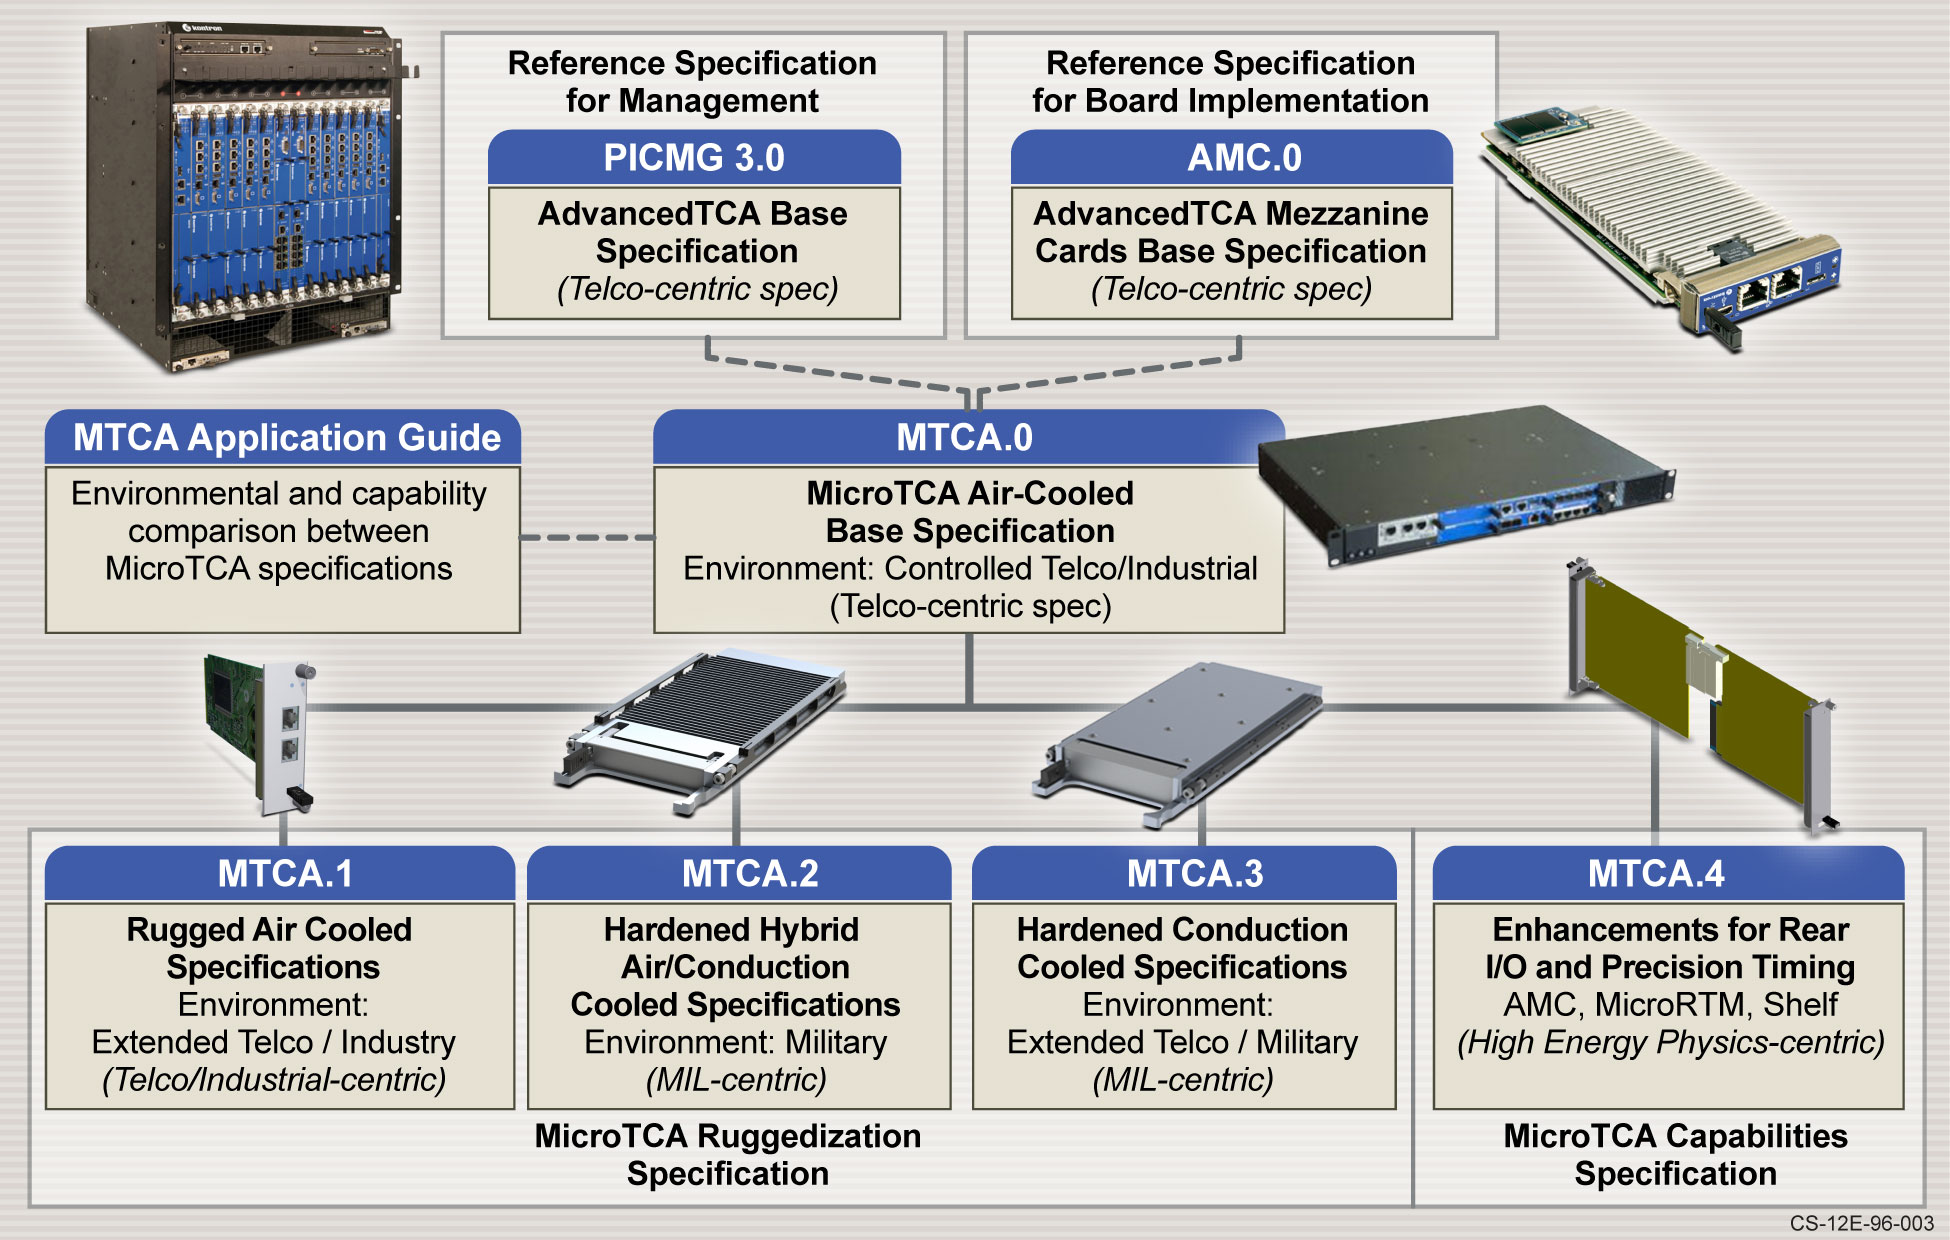 kontron
Reference Specification
for Management
PICMG 3.0
AdvancedTCA Base
Specification
(Telco-centric spec)
Reference Specification
for Board Implementation
AMC.0
AdvancedTCA Mezzanine
Cards Base Specification
(Telco-centric spec)
MTCA Application Guide
Environmental and capability
comparison between
MicroTCA specifications
MTCA.0
MicroTCA Air-Cooled
Base Specification
Environment: Controlled Telco/Industrial
(Telco-centric spec)
MTCA.1
Rugged Air Cooled
Specifications
Environment:
Extended Telco / Industry
(Telco/Industrial-centric)
MTCA.2
Hardened Hybrid
Air/Conduction
Cooled Specifications
Environment: Military
(MIL-centric)
MTCA.3
Hardened Conduction
Cooled Specifications
Environment:
Extended Telco / Military
(MIL-centric)
MicroTCA Ruggedization
Specification
MTCA.4
Enhancements for Rear
I/O and Precision Timing
AMC, MicroRTM, Shelf
(High Energy Physics-centric)
MicroTCA Capabilities
Specification
CS-12E-96-003